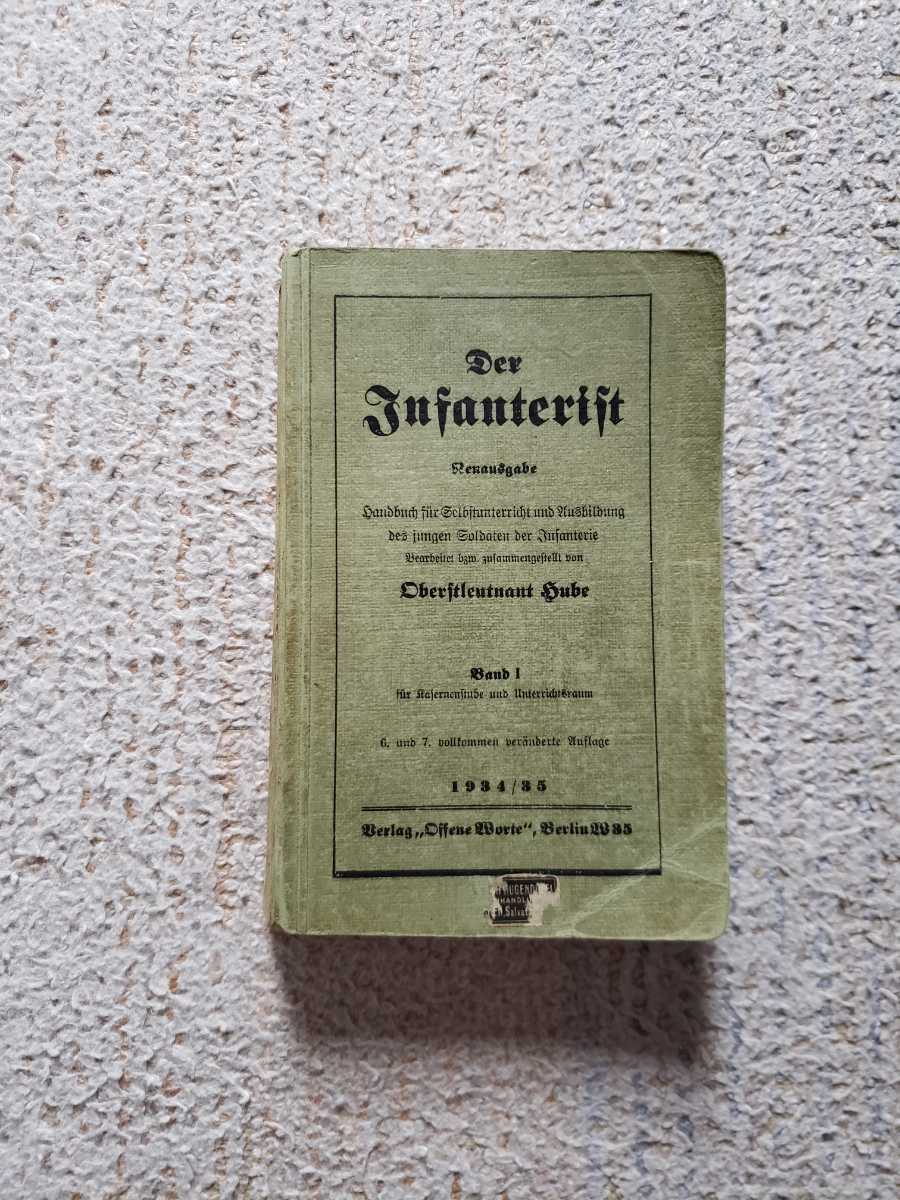 Der
Infanterist
Neuausgabe
Handbuch für Selbstunterricht und Ausbildung
des jungen Soldaten der Infanterie
Bearbeitet bzw. zusammengestellt von
Oberstleutnant Hube
Band I
für Kasernenstube und Unterrichtsraum
6. und 7. vollkommen veränderte Auflage
1934/35
Verlag „Offene Worte“, Berlin W35